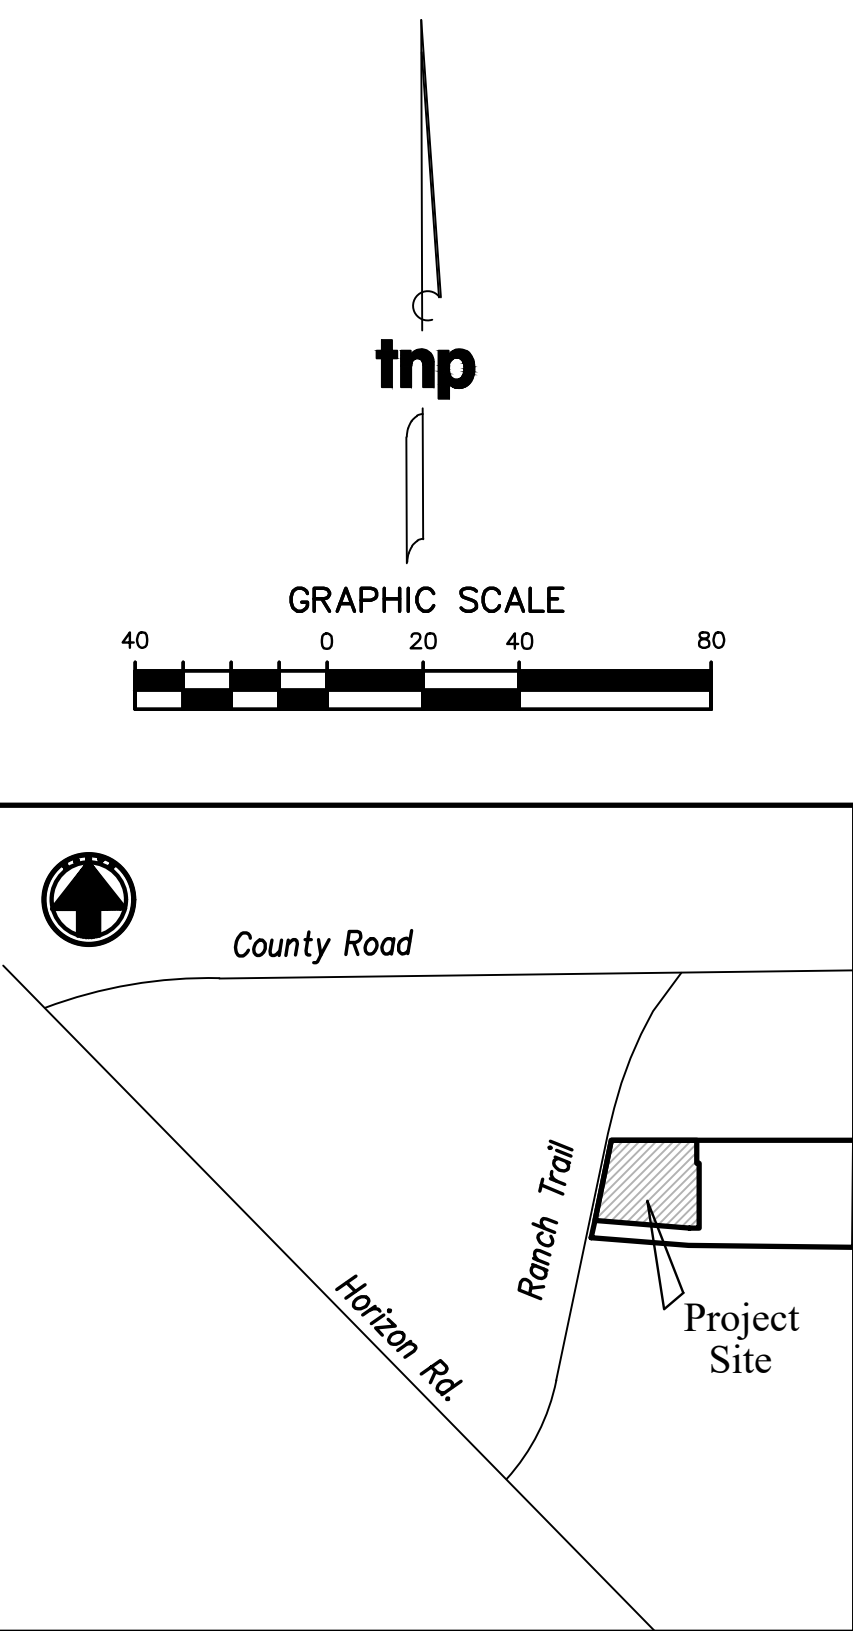 tnp
GRAPHIC SCALE
40 0 20 40 80
County Road
Ranch Trail
Horizon Rd.
Project
Site